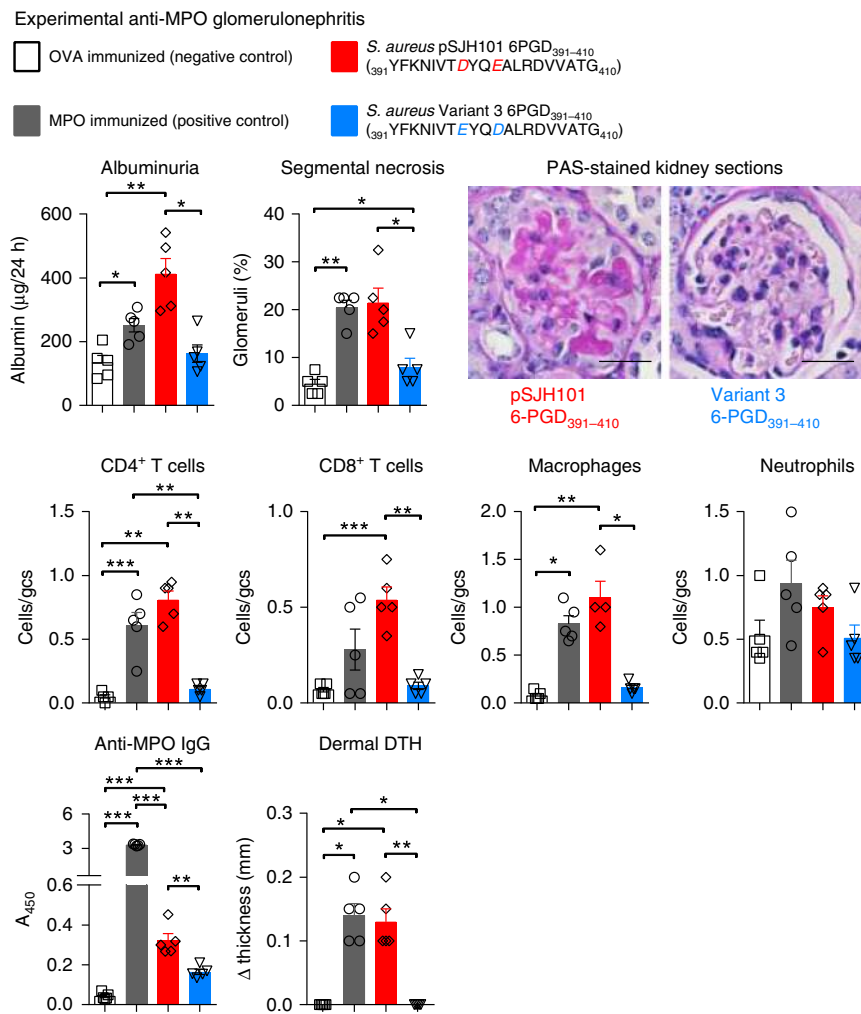 Experimental anti-MPO glomerulonephritis
OVA immunized (negative control)
S. aureus pSJH101 6PGD391–410
(391YFKNIVTDYQEALRDVVATG410)
MPO immunized (positive control)
S. aureus Variant 3 6PGD391–410
(391YFKNIVTEYQDALRDVVATG410)
Albuminuria
Segmental necrosis
PAS-stained kidney sections
**
*
*
600
400
200
0
Albumin (µg/24 h)
*
*
**
40
30
20
10
0
Glomeruli (%)
pSJH101
6-PGD391–410
Variant 3
6-PGD391–410
CD4+ T cells
CD8+ T cells
Macrophages
Neutrophils
**
**
**
***
1.5
1.0
0.5
0.0
Cells/gcs
***
**
1.0
0.5
0.0
Cells/gcs
**
*
*
2.0
1.5
1.0
0.5
0.0
Cells/gcs
1.5
1.0
0.5
0.0
Cells/gcs
Anti-MPO IgG
Dermal DTH
***
***
***
***
**
6
3
0.6
0.4
0.2
0.0
A450
*
*
*
**
0.3
0.2
0.1
0.0
Δ thickness (mm)